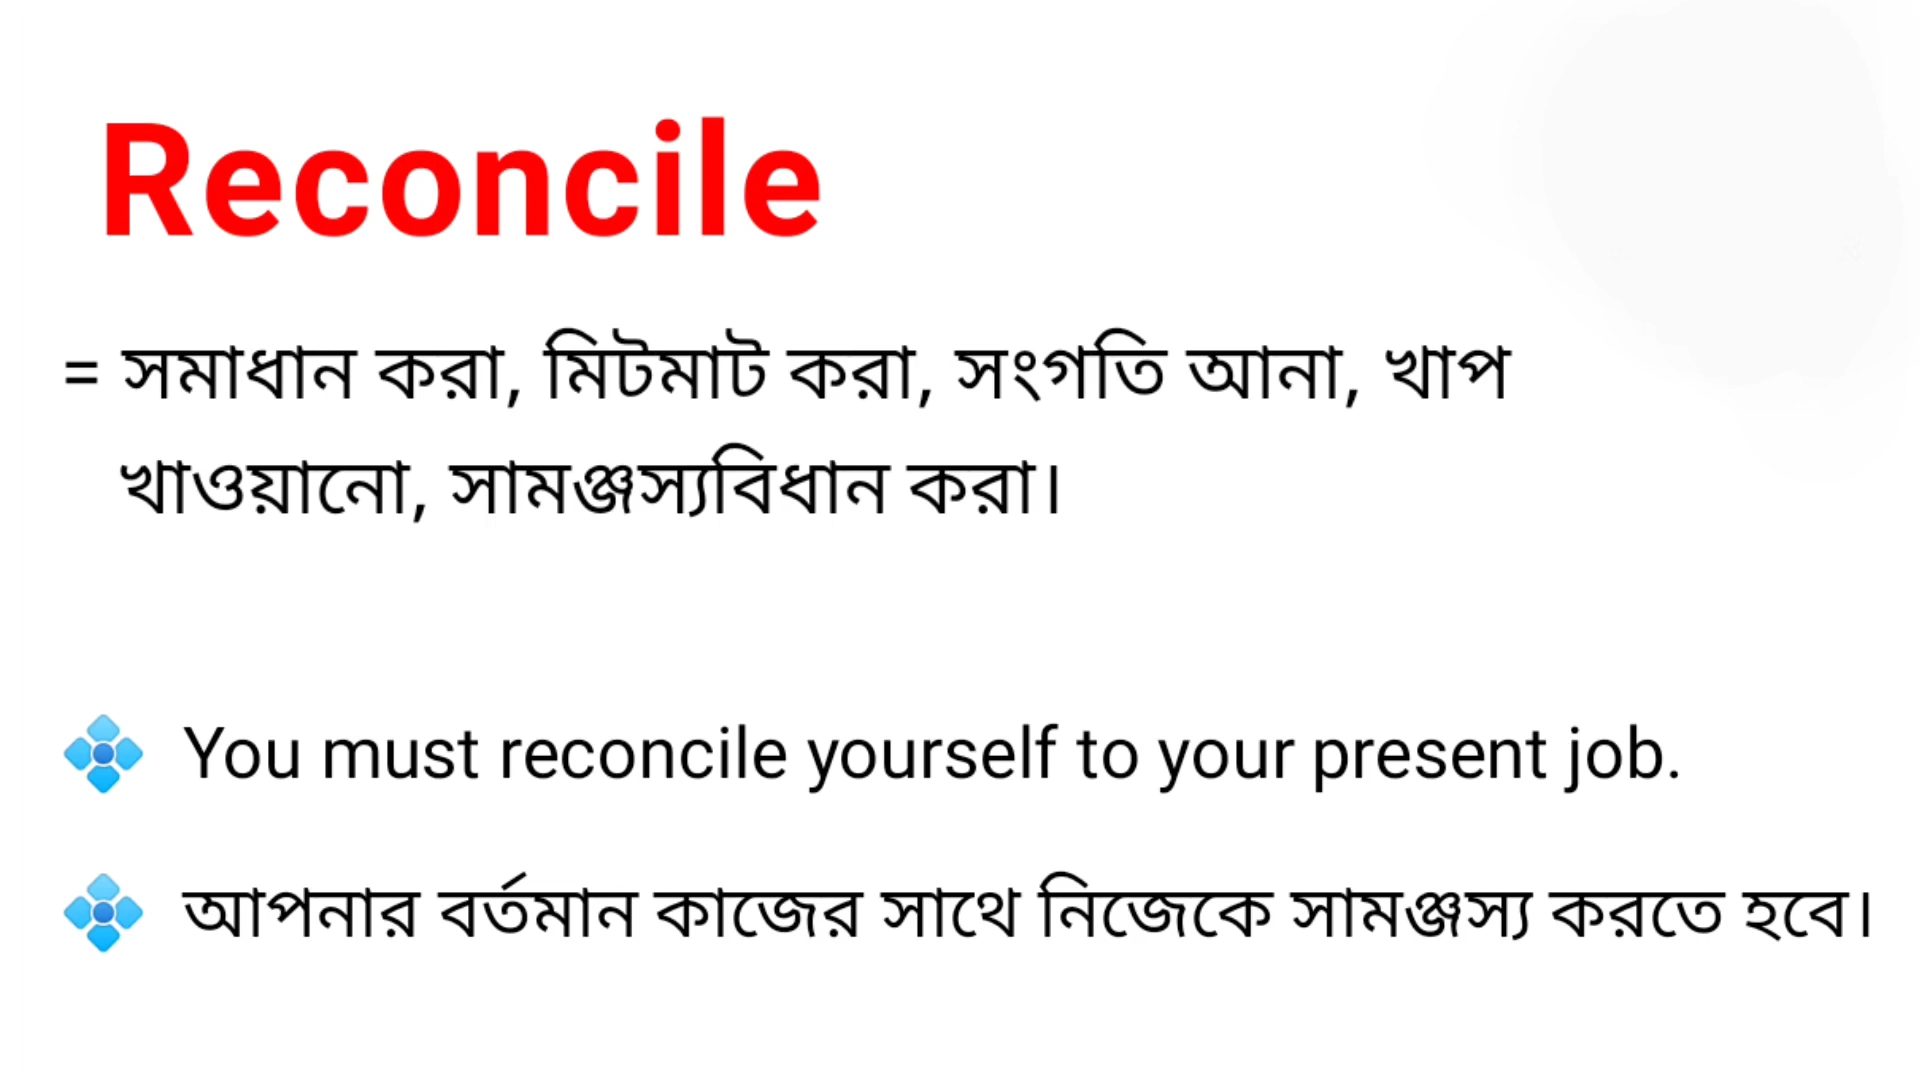 Reconcile
= সমাধান করা, মিটমাট করা, সংগতি আনা, খাপ
খাওয়ানো, সামঞ্জস্যবিধান করা।
You must reconcile yourself to your present job.
আপনার বর্তমান কাজের সাথে নিজেকে সামঞ্জস্য করতে হবে।